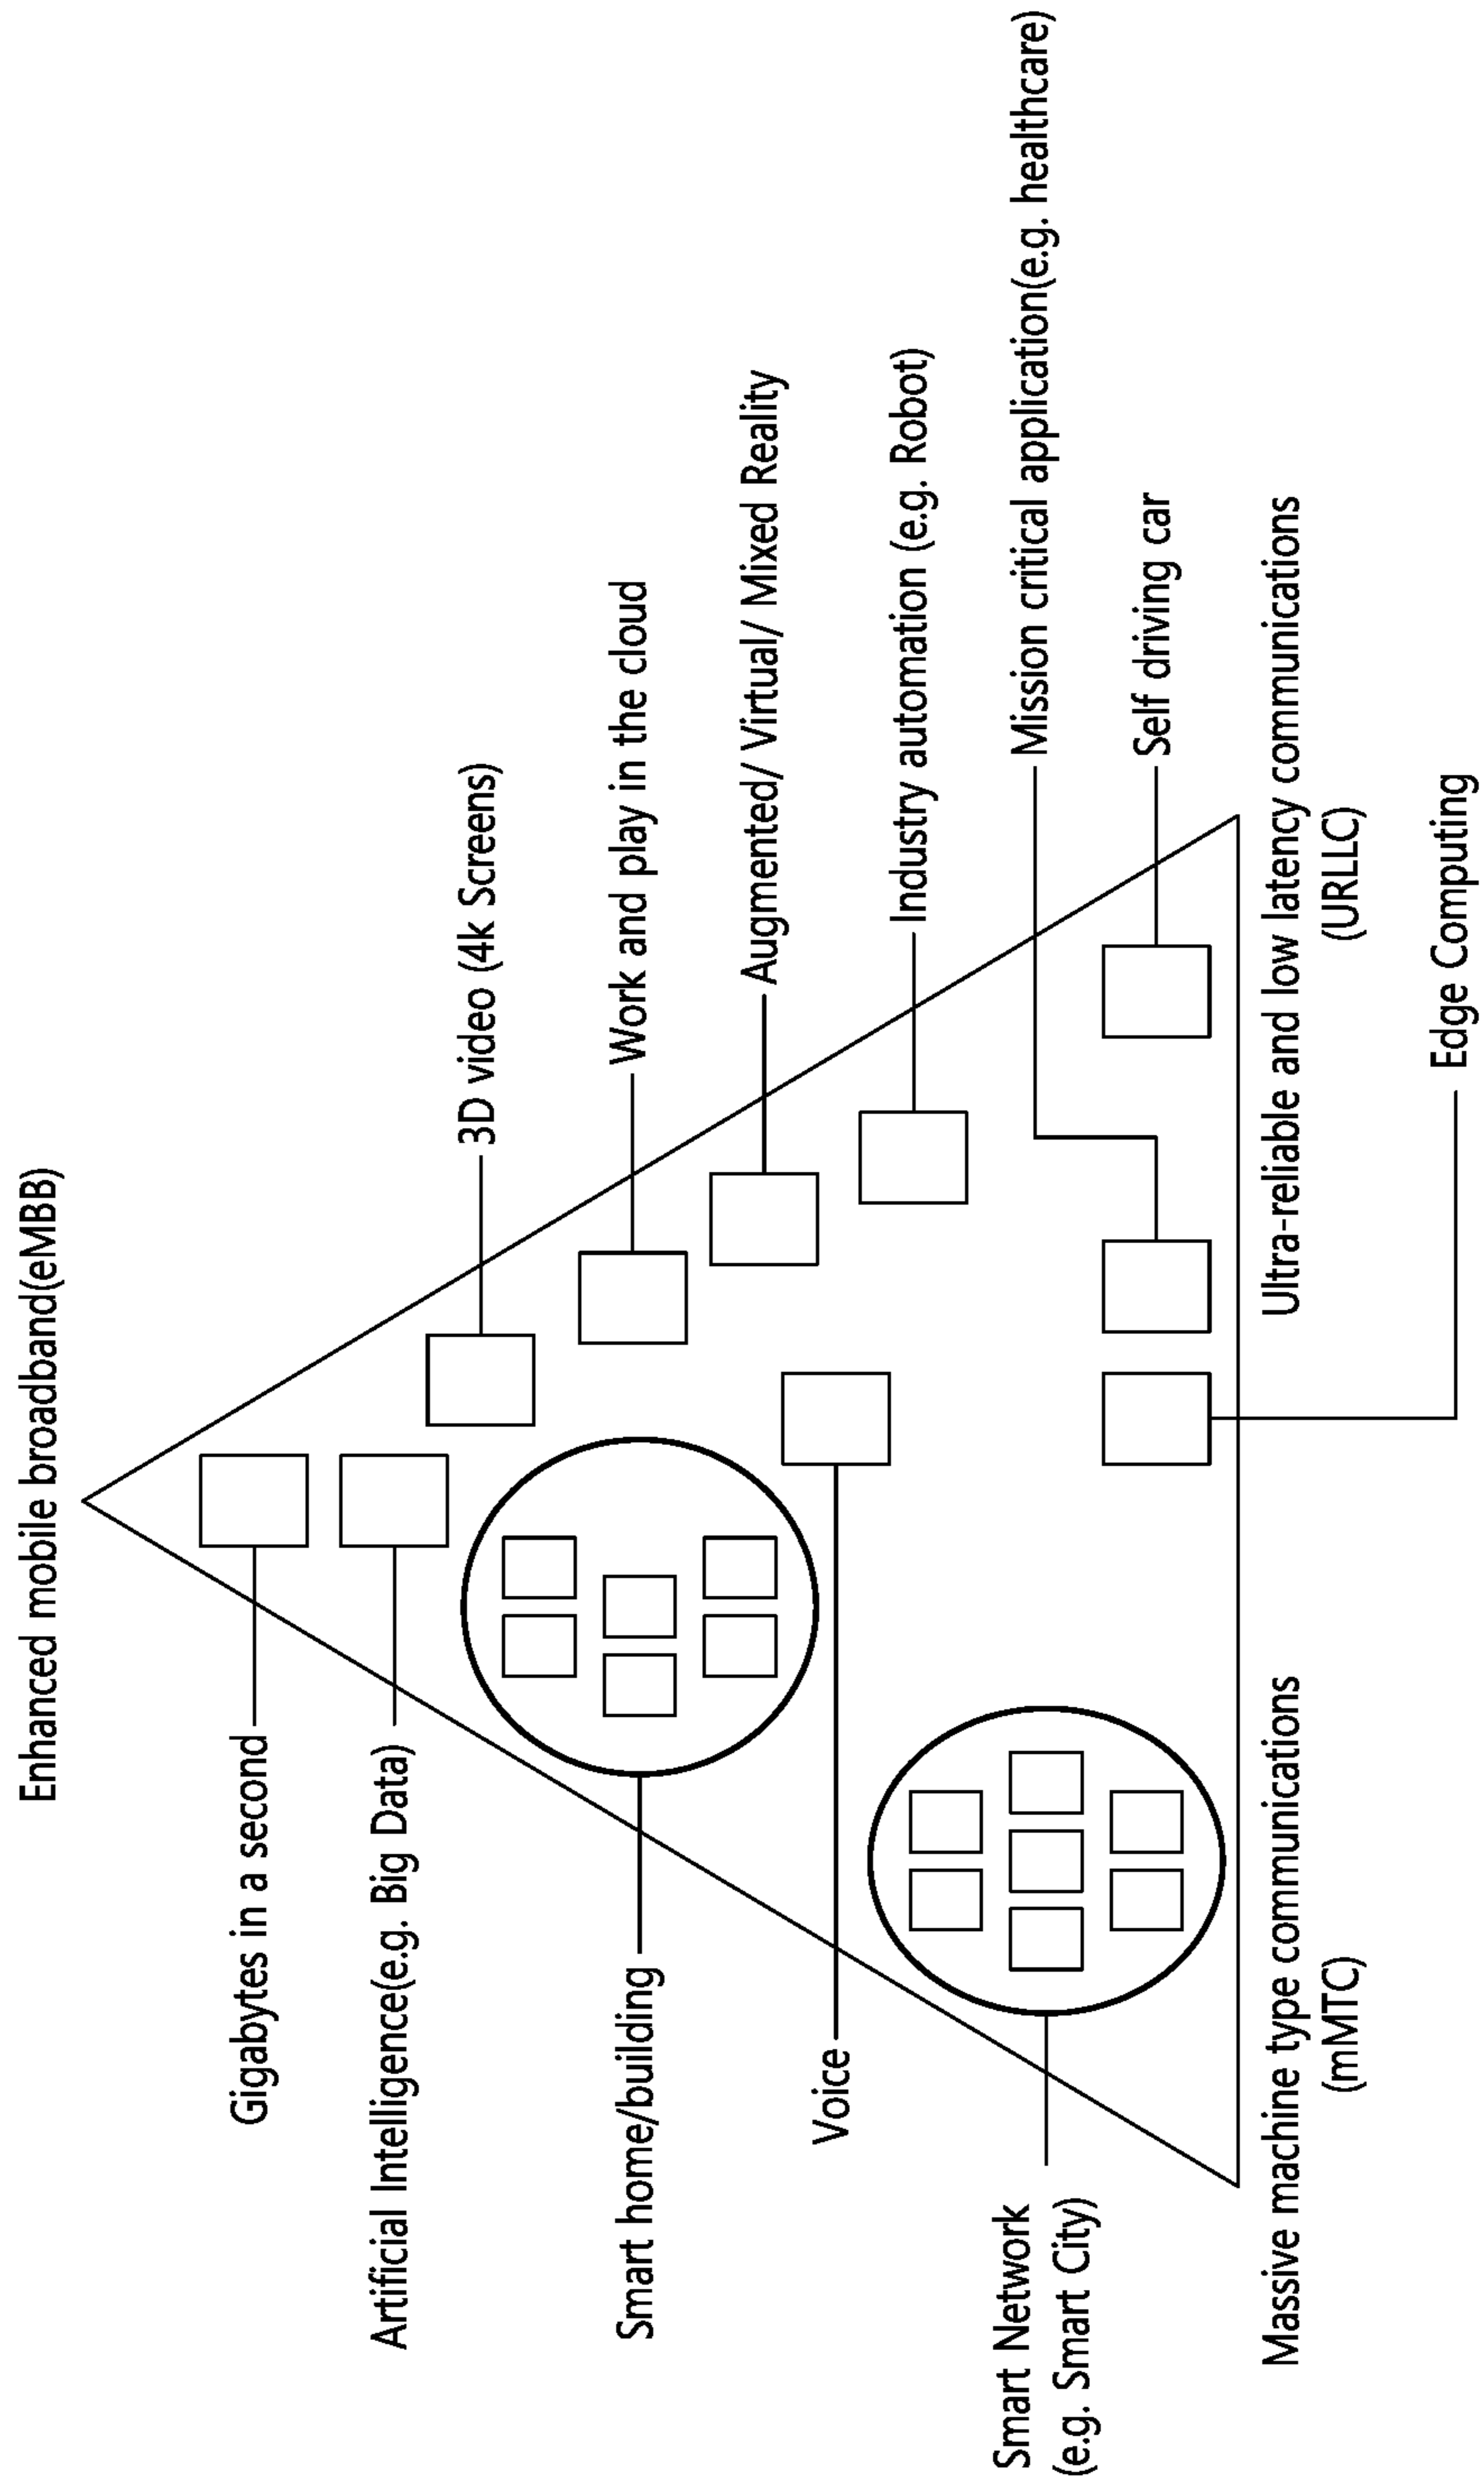 Enhanced mobile broadband(eMBB)
Gigabytes in a second
Artificial Intelligence(e.g. Big Data)
3D video (4k Screens)
Smart home/building
Work and play in the cloud
Augmented/ Virtual/ Mixed Reality
Voice
Industry automation (e.g. Robot)
Smart Network
(e.g. Smart City)
Mission critical application(e.g. healthcare)
Self driving car
Massive machine type communications
(mMTC)
Ultra-reliable and low latency communications
(URLLC)
Edge Computing